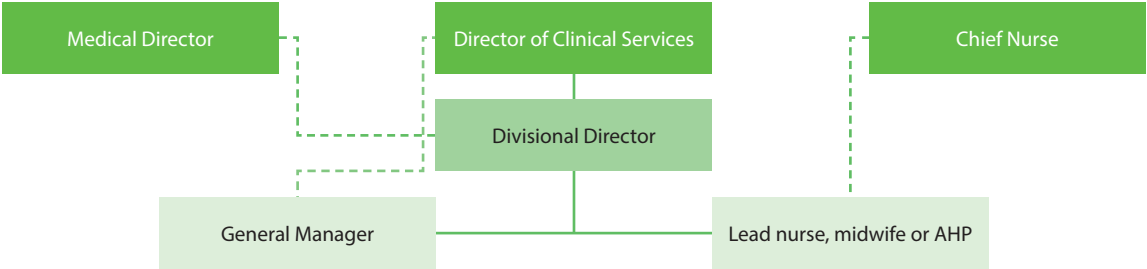 Medical Director
Director of Clinical Services
Chief Nurse
Divisional Director
General Manager
Lead nurse, midwife or AHP